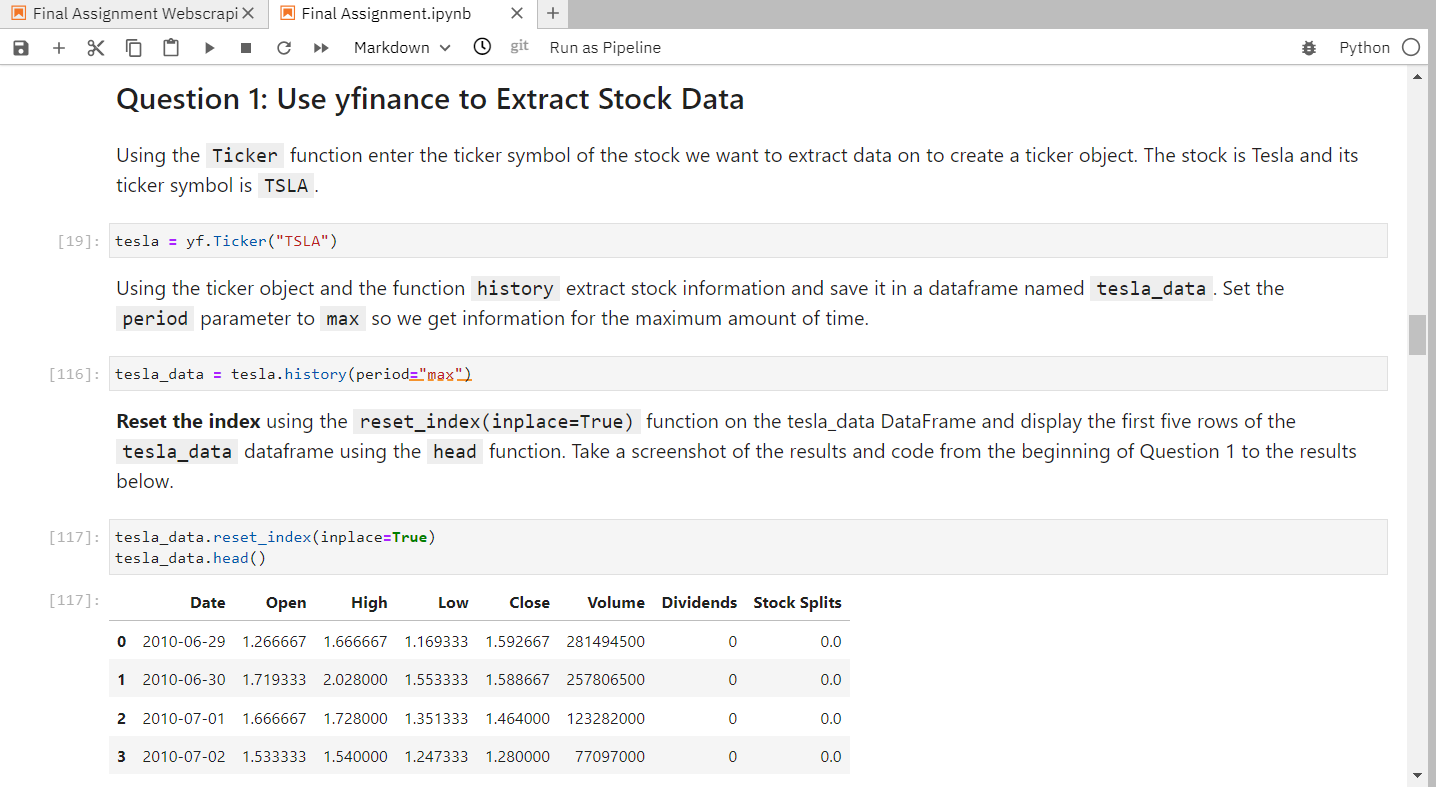 Final Assignment Webscrapi
Final Assignment.ipynb
Markdown
git
Run as Pipeline
Python
Question 1: Use yfinance to Extract Stock Data
Using the Ticker function enter the ticker symbol of the stock we want to extract data on to create a ticker object. The stock is Tesla and its
ticker symbol is TSLA.
[19]: tesla = yf.Ticker("TSLA")
Using the ticker object and the function history extract stock information and save it in a dataframe named tesla_data. Set the
period parameter to max so we get information for the maximum amount of time.
[116]: tesla_data = tesla.history(period="max")
Reset the index using the reset_index(inplace=True) function on the tesla_data DataFrame and display the first five rows of the
tesla_data dataframe using the head function. Take a screenshot of the results and code from the beginning of Question 1 to the results
below.
[117]: tesla_data.reset_index(inplace=True)
tesla_data.head()
[117]: Date Open High Low Close Volume Dividends Stock Splits
0 2010-06-29 1.266667 1.666667 1.169333 1.592667 281494500 0 0.0
1 2010-06-30 1.719333 2.028000 1.553333 1.588667 257806500 0 0.0
2 2010-07-01 1.666667 1.728000 1.351333 1.464000 123282000 0 0.0
3 2010-07-02 1.533333 1.540000 1.247333 1.280000 77097000 0 0.0